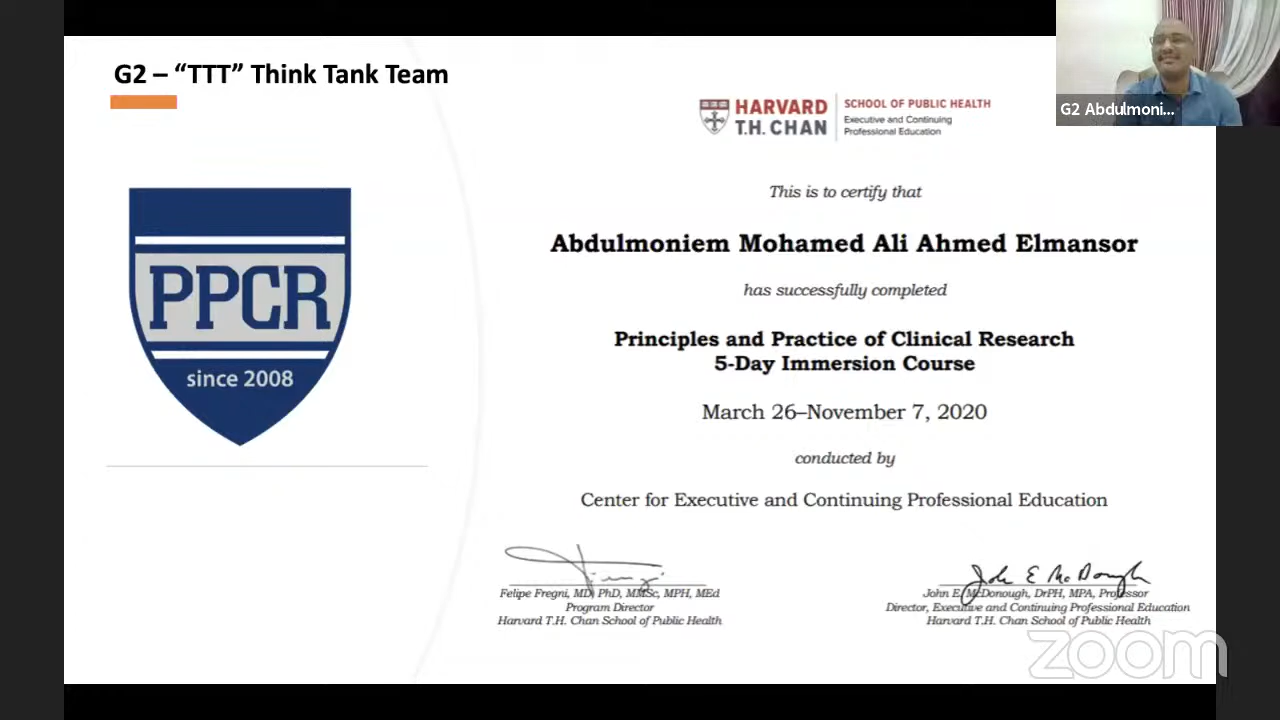 G2 – “TTT” Think Tank Team
G2 Abdulmoni...
HARVARD
T.H. CHAN
SCHOOL OF PUBLIC HEALTH
Executive and Continuing
Professional Education
This is to certify that
Abdulmoniem Mohamed Ali Ahmed Elmansor
has successfully completed
Principles and Practice of Clinical Research
5-Day Immersion Course
March 26–November 7, 2020
conducted by
Center for Executive and Continuing Professional Education
PPCR
since 2008
Felipe Fregni, MD, PhD, MMSc, MPH, MEd
Program Director
Harvard T.H. Chan School of Public Health
John E McDonough
John E. McDonough, DrPH, MPA, Professor
Director, Executive and Continuing Professional Education
Harvard T.H. Chan School of Public Health
zoom